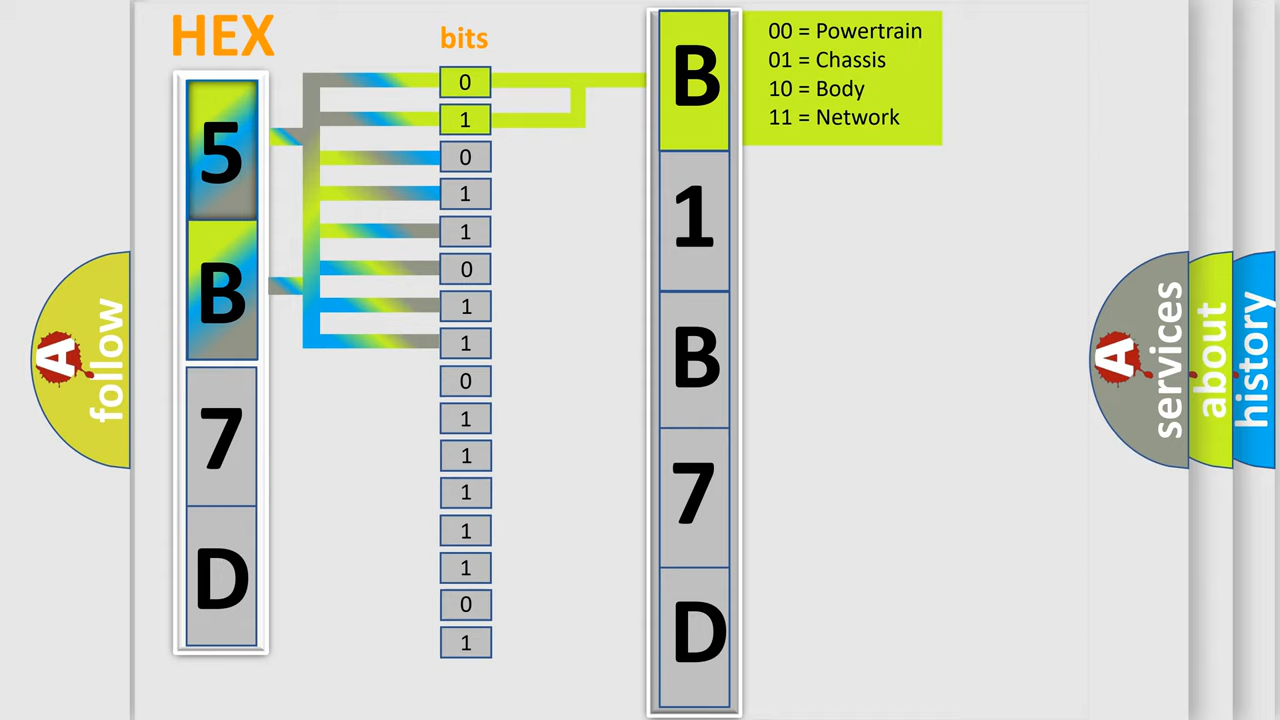 HEX
bits
5
B
7
D
0
1
0
1
1
0
1
1
0
1
1
1
1
1
0
1
B
1
B
7
D
00 = Powertrain
01 = Chassis
10 = Body
11 = Network
A
follow
A
services
about
history